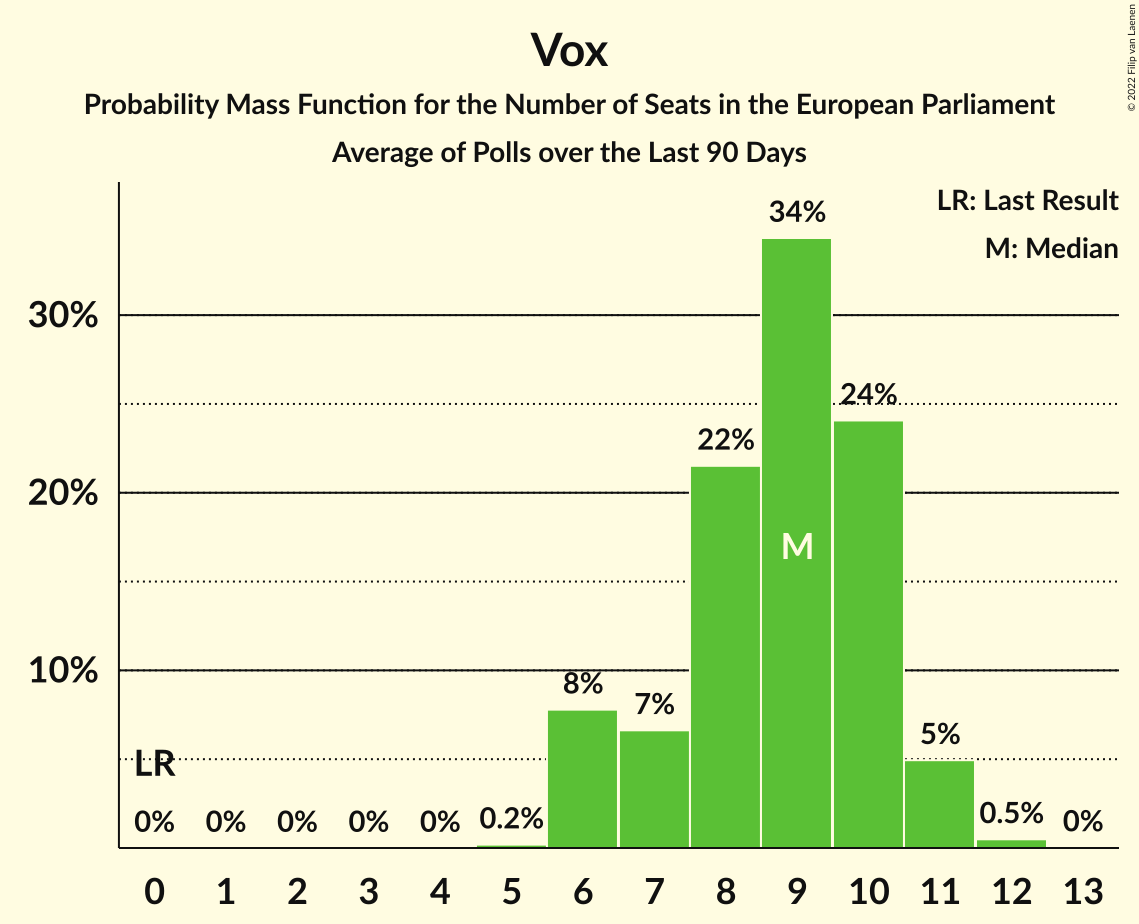 Vox
Probability Mass Function for the Number of Seats in the European Parliament
Average of Polls over the Last 90 Days
© 2022 Filip van Laenen
LR: Last Result
M: Median
34%
30%
24%
22%
20%
M
10%
8%
7%
5%
LR
0% 0% 0% 0% 0% 0.2% 0.5% 0%
0 1 2 3 4 5 6 7 8 9 10 11 12 13